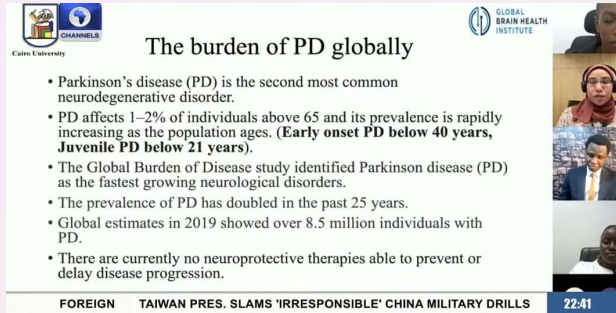 Cairo University
CHANNELS
GLOBAL
BRAIN HEALTH
INSTITUTE
The burden of PD globally
• Parkinson's disease (PD) is the second most common
neurodegenerative disorder.
• PD affects 1–2% of individuals above 65 and its prevalence is rapidly
increasing as the population ages. (Early onset PD below 40 years,
Juvenile PD below 21 years).
• The Global Burden of Disease study identified Parkinson disease (PD)
as the fastest growing neurological disorders.
• The prevalence of PD has doubled in the past 25 years.
• Global estimates in 2019 showed over 8.5 million individuals with
PD.
• There are currently no neuroprotective therapies able to prevent or
delay disease progression.
FOREIGN TAIWAN PRES. SLAMS 'IRRESPONSIBLE' CHINA MILITARY DRILLS 22:41